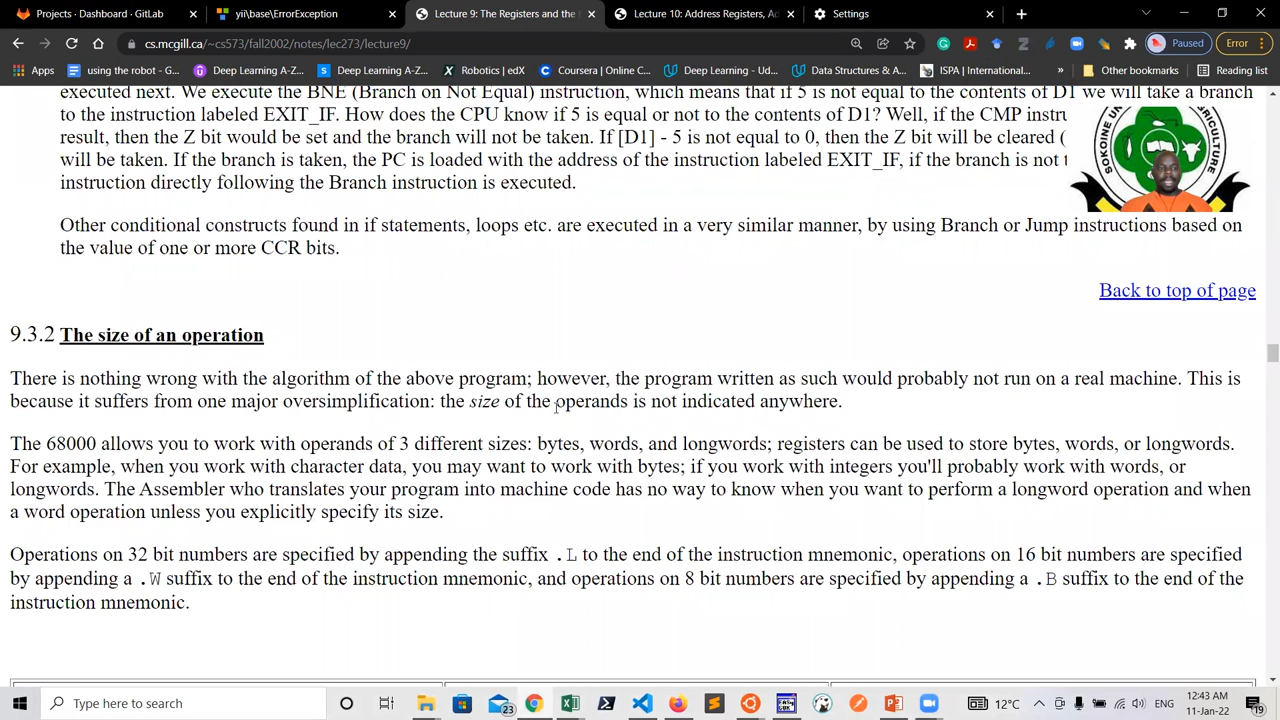 Projects · Dashboard · GitLab
yii\base\ErrorException
Lecture 9: The Registers and the
Lecture 10: Address Registers, Ad
Settings
cs.mcgill.ca/~cs573/fall2002/notes/lec273/lecture9/
Paused
Error
Apps
using the robot - G...
Deep Learning A-Z...
Deep Learning A-Z...
Robotics | edX
Coursera | Online C...
Deep Learning - Ud...
Data Structures & A...
ISPA | International...
»
Other bookmarks
Reading list
executed next. We execute the BNE (Branch on Not Equal) instruction, which means that if 5 is not equal to the contents of D1 we will take a branch
to the instruction labeled EXIT_IF. How does the CPU know if 5 is equal or not to the contents of D1? Well, if the CMP instru
result, then the Z bit would be set and the branch will not be taken. If [D1] - 5 is not equal to 0, then the Z bit will be cleared (
will be taken. If the branch is taken, the PC is loaded with the address of the instruction labeled EXIT_IF, if the branch is not t
instruction directly following the Branch instruction is executed.
SOKOINE UN
AGRICULTURE
Other conditional constructs found in if statements, loops etc. are executed in a very similar manner, by using Branch or Jump instructions based on
the value of one or more CCR bits.
Back to top of page
9.3.2 The size of an operation
There is nothing wrong with the algorithm of the above program; however, the program written as such would probably not run on a real machine. This is
because it suffers from one major oversimplification: the size of the operands is not indicated anywhere.
The 68000 allows you to work with operands of 3 different sizes: bytes, words, and longwords; registers can be used to store bytes, words, or longwords.
For example, when you work with character data, you may want to work with bytes; if you work with integers you'll probably work with words, or
longwords. The Assembler who translates your program into machine code has no way to know when you want to perform a longword operation and when
a word operation unless you explicitly specify its size.
Operations on 32 bit numbers are specified by appending the suffix .L to the end of the instruction mnemonic, operations on 16 bit numbers are specified
by appending a .W suffix to the end of the instruction mnemonic, and operations on 8 bit numbers are specified by appending a .B suffix to the end of the
instruction mnemonic.
Type here to search
23
12°C
ENG
12:43 AM
11-Jan-22
19